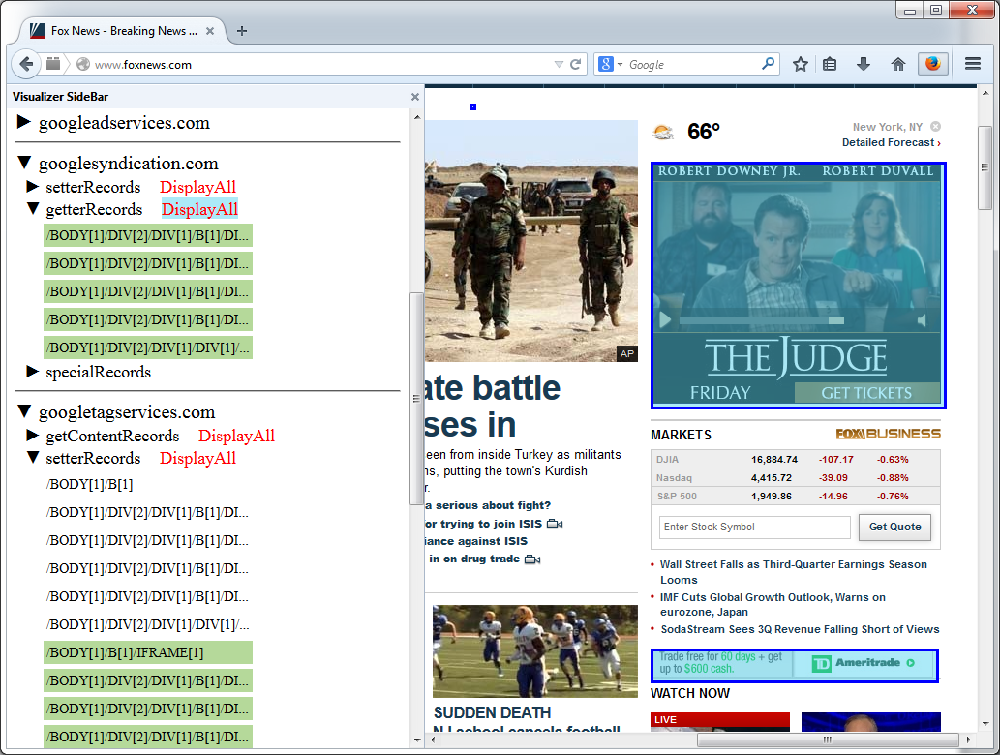 Fox News - Breaking News ...
www.foxnews.com
Google
Visualizer SideBar
googleadservices.com
googlesyndication.com
setterRecords DisplayAll
getterRecords DisplayAll
/BODY[1]/DIV[2]/DIV[1]/B[1]/DI...
/BODY[1]/DIV[2]/DIV[1]/B[1]/DI...
/BODY[1]/DIV[2]/DIV[1]/B[1]/DI...
/BODY[1]/DIV[2]/DIV[1]/B[1]/DI...
/BODY[1]/DIV[2]/DIV[1]/DIV[1]/...
specialRecords
googletagservices.com
getContentRecords DisplayAll
setterRecords DisplayAll
/BODY[1]/B[1]
/BODY[1]/DIV[2]/DIV[1]/B[1]/DI...
/BODY[1]/DIV[2]/DIV[1]/B[1]/DI...
/BODY[1]/DIV[2]/DIV[1]/B[1]/DI...
/BODY[1]/DIV[2]/DIV[1]/B[1]/DI...
/BODY[1]/DIV[2]/DIV[1]/DIV[1]/...
/BODY[1]/B[1]/IFRAME[1]
/BODY[1]/DIV[2]/DIV[1]/B[1]/DI...
/BODY[1]/DIV[2]/DIV[1]/B[1]/DI...
/BODY[1]/DIV[2]/DIV[1]/B[1]/DI...
AP
ate battle
ses in
een from inside Turkey as militants
ns, putting the town's Kurdish
r.
a serious about fight?
or trying to join ISIS
iance against ISIS
in on drug trade
SUDDEN DEATH
NJ school cancels football
66°
New York, NY
Detailed Forecast ›
ROBERT DOWNEY JR. ROBERT DUVALL
THE JUDGE
FRIDAY GET TICKETS
MARKETS FOX BUSINESS
DJIA 16,884.74 -107.17 -0.63%
Nasdaq 4,415.72 -39.09 -0.88%
S&P 500 1,949.86 -14.96 -0.76%
Enter Stock Symbol Get Quote
• Wall Street Falls as Third-Quarter Earnings Season
Looms
• IMF Cuts Global Growth Outlook, Warns on
eurozone, Japan
• SodaStream Sees 3Q Revenue Falling Short of Views
Trade free for 60 days + get
up to $600 cash.
TD Ameritrade
WATCH NOW
LIVE